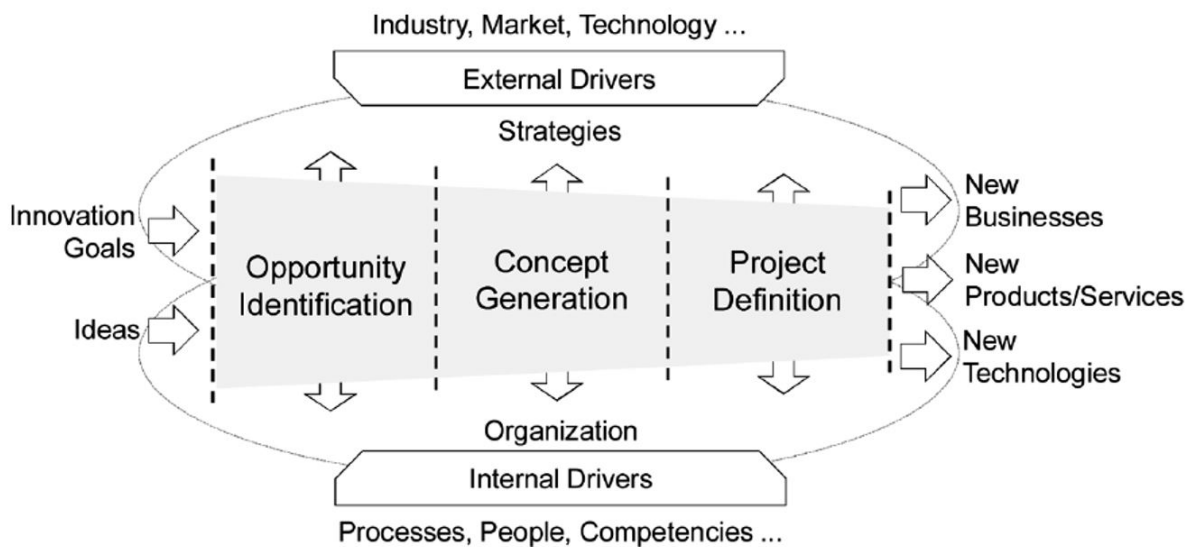 Industry, Market, Technology ...
External Drivers
Strategies
Innovation
Goals
Ideas
Opportunity
Identification
Concept
Generation
Project
Definition
New
Businesses
New
Products/Services
New
Technologies
Organization
Internal Drivers
Processes, People, Competencies ...